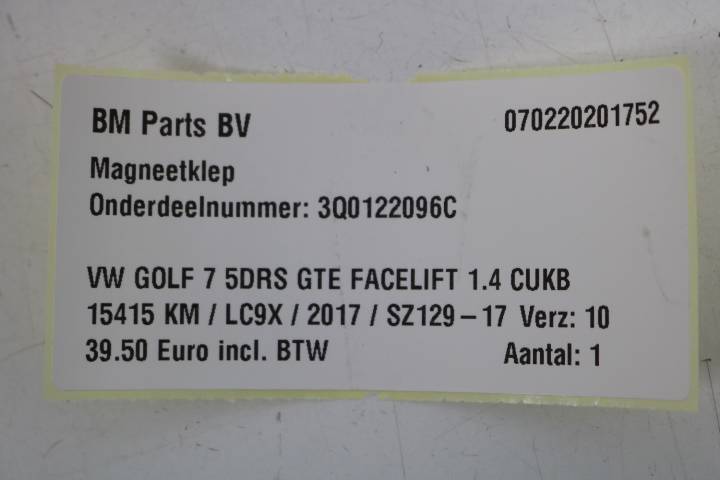 BM Parts BV 070220201752
Magneetklep
Onderdeelnummer: 3Q0122096C
VW GOLF 7 5DRS GTE FACELIFT 1.4 CUKB
15415 KM / LC9X / 2017 / SZ129-17 Verz: 10
39.50 Euro incl. BTW Aantal: 1